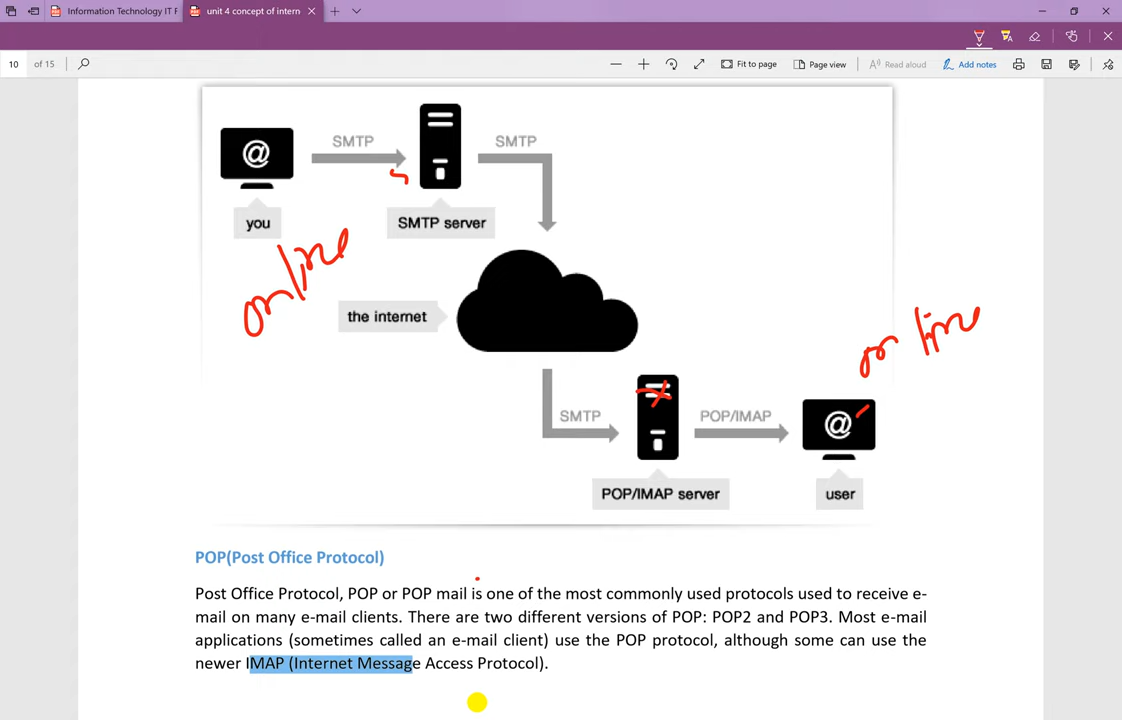 Information Technology IT F
unit 4 concept of intern
10 of 15
Fit to page
Page view
Read aloud
Add notes
SMTP
SMTP
you
SMTP server
online
the internet
on line
SMTP
POP/IMAP
@
@
POP/IMAP server
user
POP(Post Office Protocol)
Post Office Protocol, POP or POP mail is one of the most commonly used protocols used to receive e-
mail on many e-mail clients. There are two different versions of POP: POP2 and POP3. Most e-mail
applications (sometimes called an e-mail client) use the POP protocol, although some can use the
newer IMAP (Internet Message Access Protocol).